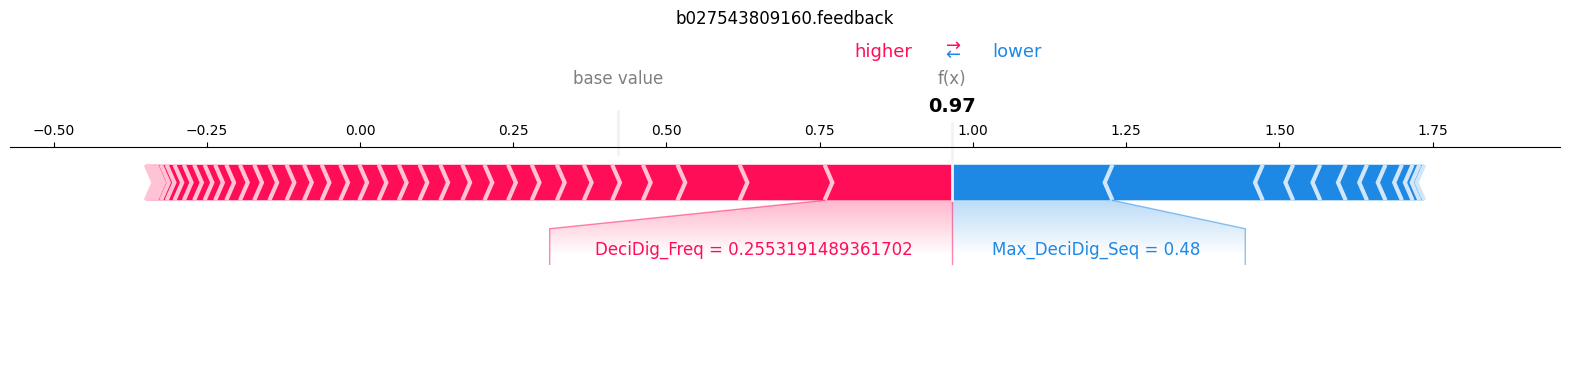 b027543809160.feedback
higher → lower
←
base value f(x)
0.97
−0.50 −0.25 0.00 0.25 0.50 0.75 1.00 1.25 1.50 1.75
DeciDig_Freq = 0.2553191489361702 Max_DeciDig_Seq = 0.48